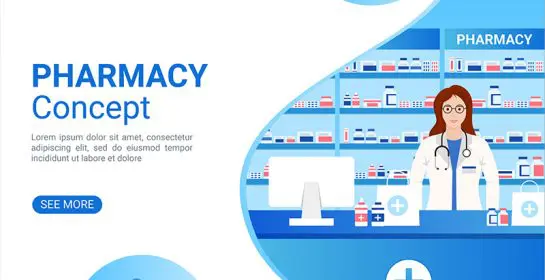 PHARMACY
PHARMACY
Concept
Lorem ipsum dolor sit amet, consectetur
adipiscing elit, sed do eiusmod tempor
incididunt ut labore et dolore
SEE MORE